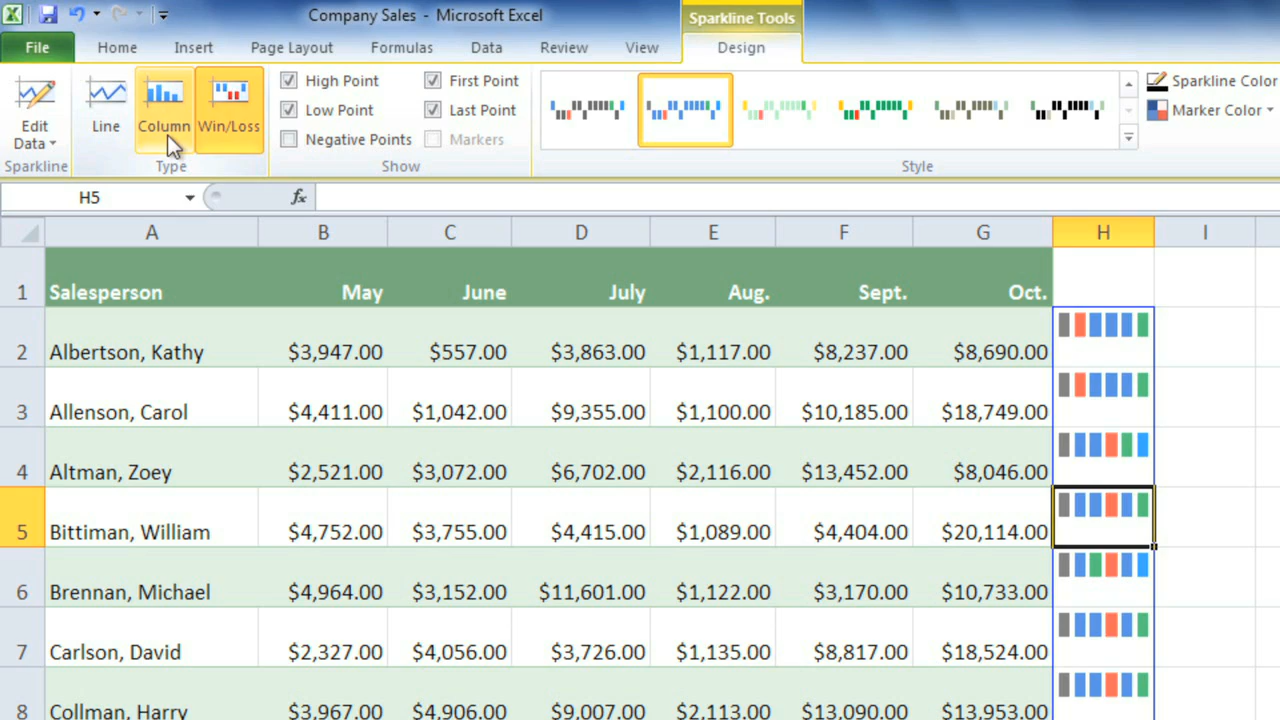 Company Sales - Microsoft Excel
Sparkline Tools
File Home Insert Page Layout Formulas Data Review View Design
Edit Data
Line
Column
Win/Loss
High Point
Low Point
Negative Points
First Point
Last Point
Markers
Sparkline Color
Marker Color
Sparkline Type Show Style
H5 fx
A B C D E F G H I
1 Salesperson May June July Aug. Sept. Oct.
2 Albertson, Kathy $3,947.00 $557.00 $3,863.00 $1,117.00 $8,237.00 $8,690.00
3 Allenson, Carol $4,411.00 $1,042.00 $9,355.00 $1,100.00 $10,185.00 $18,749.00
4 Altman, Zoey $2,521.00 $3,072.00 $6,702.00 $2,116.00 $13,452.00 $8,046.00
5 Bittiman, William $4,752.00 $3,755.00 $4,415.00 $1,089.00 $4,404.00 $20,114.00
6 Brennan, Michael $4,964.00 $3,152.00 $11,601.00 $1,122.00 $3,170.00 $10,733.00
7 Carlson, David $2,327.00 $4,056.00 $3,726.00 $1,135.00 $8,817.00 $18,524.00
8 Collman, Harry $3,967.00 $4,906.00 $9,007.00 $2,113.00 $13,090.00 $13,953.00